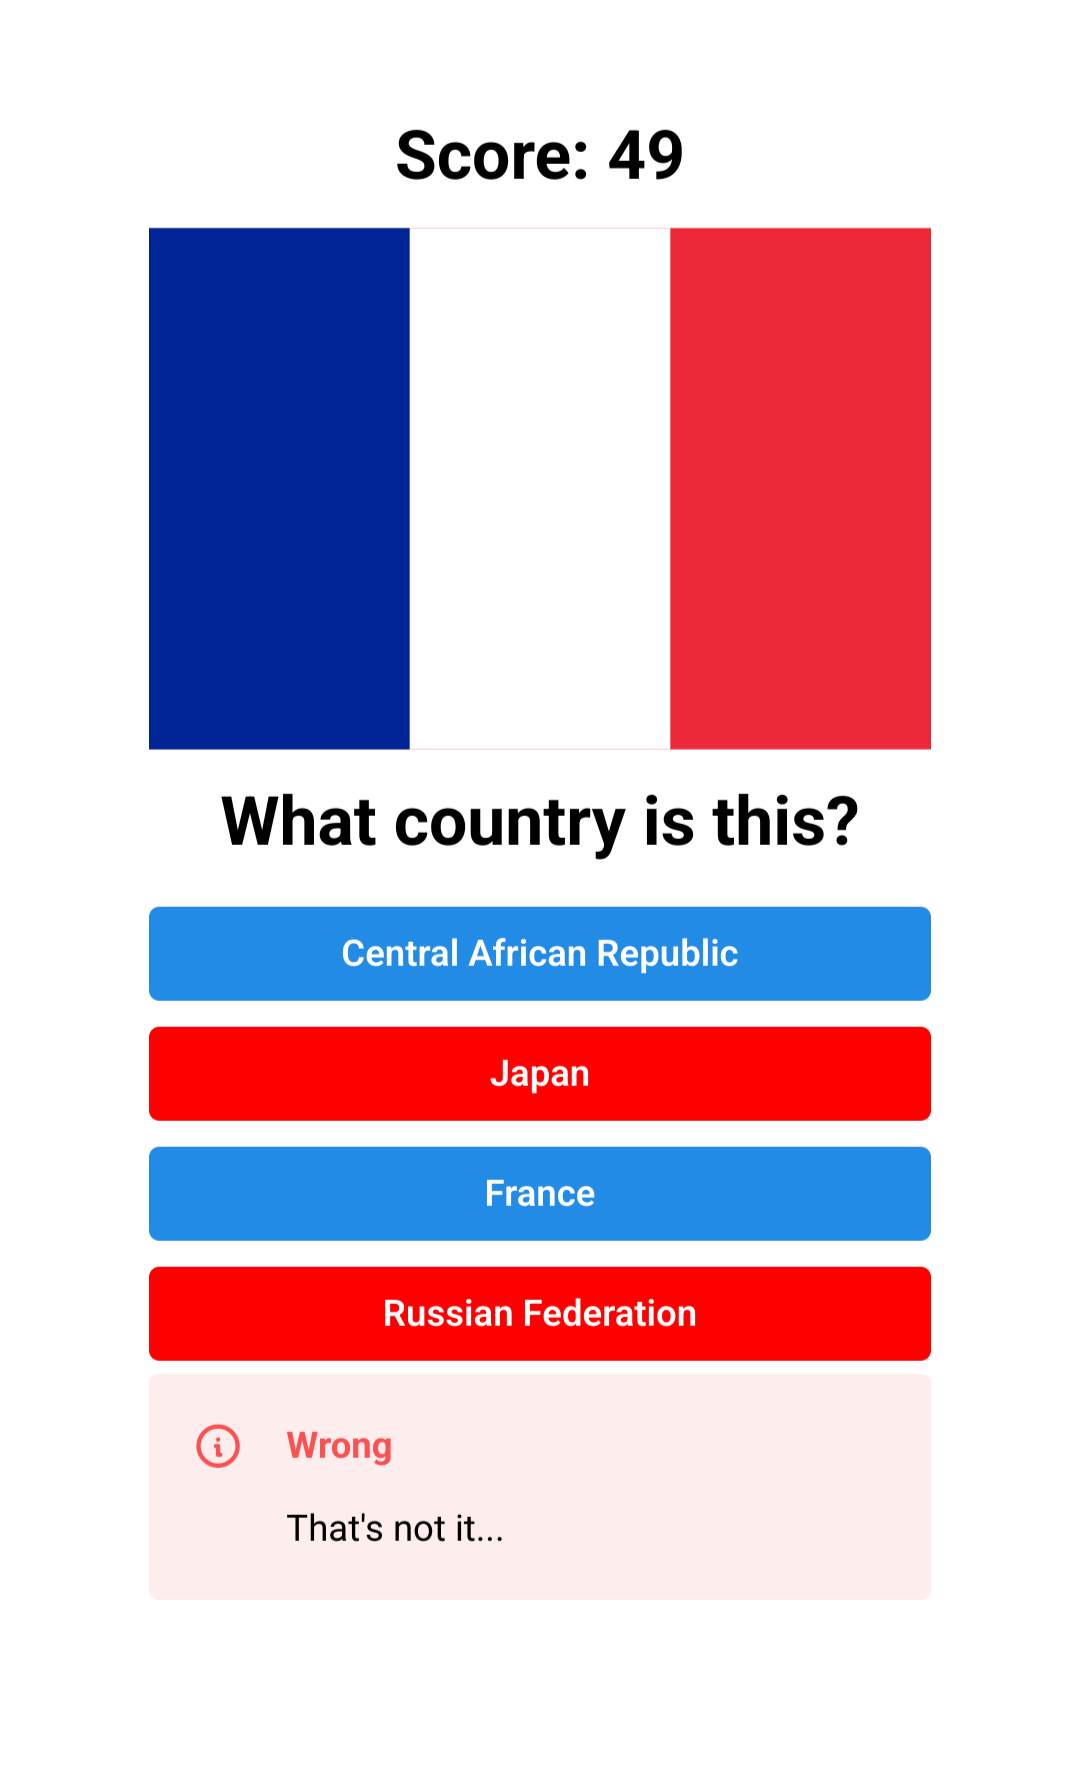 Score: 49
What country is this?
Central African Republic
Japan
France
Russian Federation
Wrong
That's not it...